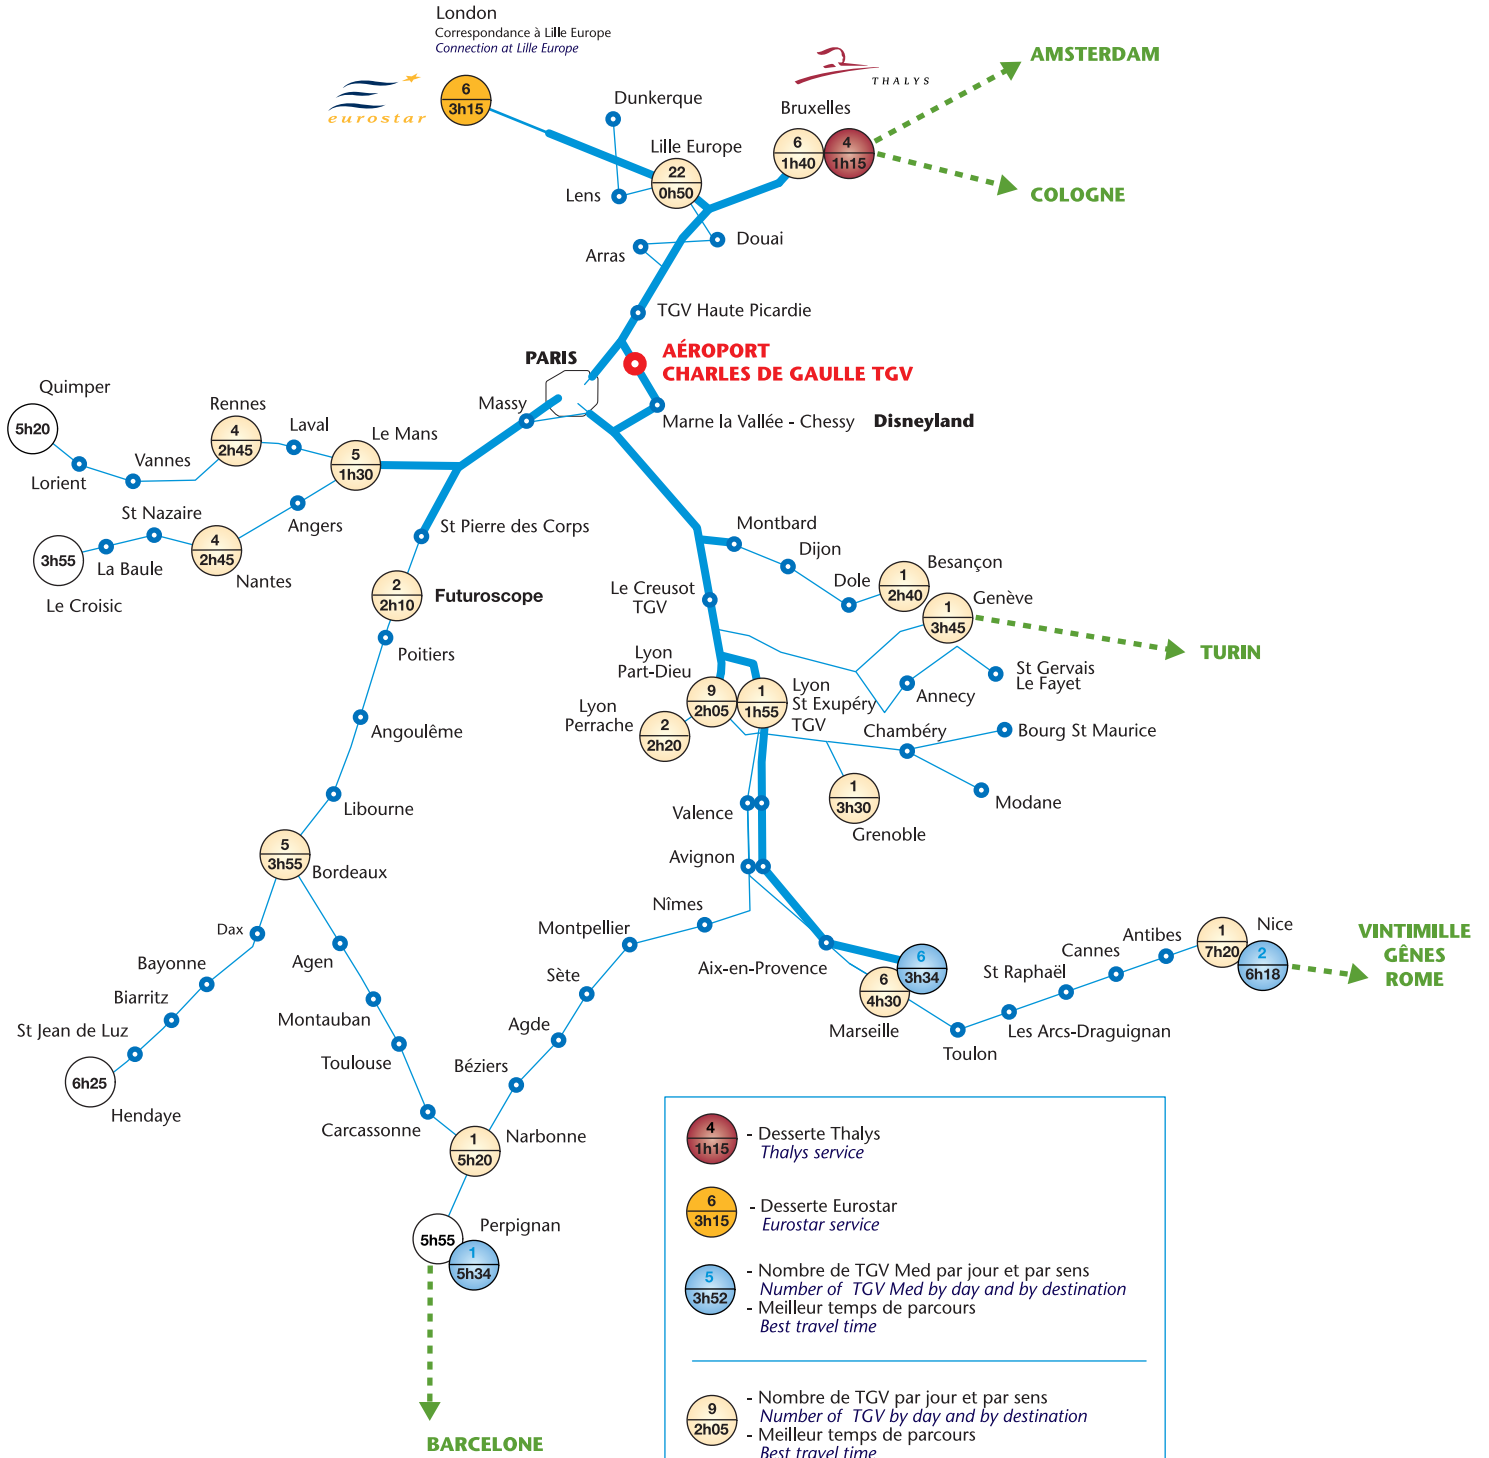 London
Correspondance à Lille Europe
Connection at Lille Europe
eurostar
6
3h15
THALYS
AMSTERDAM
Dunkerque
Bruxelles
6
1h40
4
1h15
Lille Europe
22
0h50
Lens
COLOGNE
Douai
Arras
TGV Haute Picardie
PARIS
AÉROPORT
CHARLES DE GAULLE TGV
Quimper
5h20
Rennes
4
2h45
Laval
Le Mans
5
1h30
Massy
Marne la Vallée - Chessy Disneyland
Vannes
Lorient
St Nazaire
Angers
St Pierre des Corps
Montbard
3h55
La Baule
4
2h45
Nantes
Dijon
Besançon
1
2h40
Le Croisic
2
2h10
Futuroscope
Le Creusot
TGV
Dole
Genève
1
3h45
Poitiers
TURIN
Lyon
Part-Dieu
9
2h05
1
1h55
Lyon
St Exupéry
TGV
St Gervais
Le Fayet
Annecy
Lyon
Perrache
2
2h20
Angoulême
Chambéry
Bourg St Maurice
Libourne
Valence
1
3h30
Grenoble
Modane
5
3h55
Bordeaux
Avignon
Nîmes
Dax
Montpellier
Antibes
1
7h20
Nice
2
6h18
VINTIMILLE
GÊNES
ROME
Bayonne
Agen
Aix-en-Provence
6
3h34
Cannes
St Raphaël
Biarritz
Sète
6
4h30
Marseille
St Jean de Luz
Montauban
Agde
Les Arcs-Draguignan
Toulon
6h25
Toulouse
Béziers
Hendaye
Carcassonne
Narbonne
1
5h20
Perpignan
5h55
1
5h34
BARCELONE
4
1h15
- Desserte Thalys
Thalys service
6
3h15
- Desserte Eurostar
Eurostar service
5
3h52
- Nombre de TGV Med par jour et par sens
Number of TGV Med by day and by destination
- Meilleur temps de parcours
Best travel time
9
2h05
- Nombre de TGV par jour et par sens
Number of TGV by day and by destination
- Meilleur temps de parcours
Best travel time